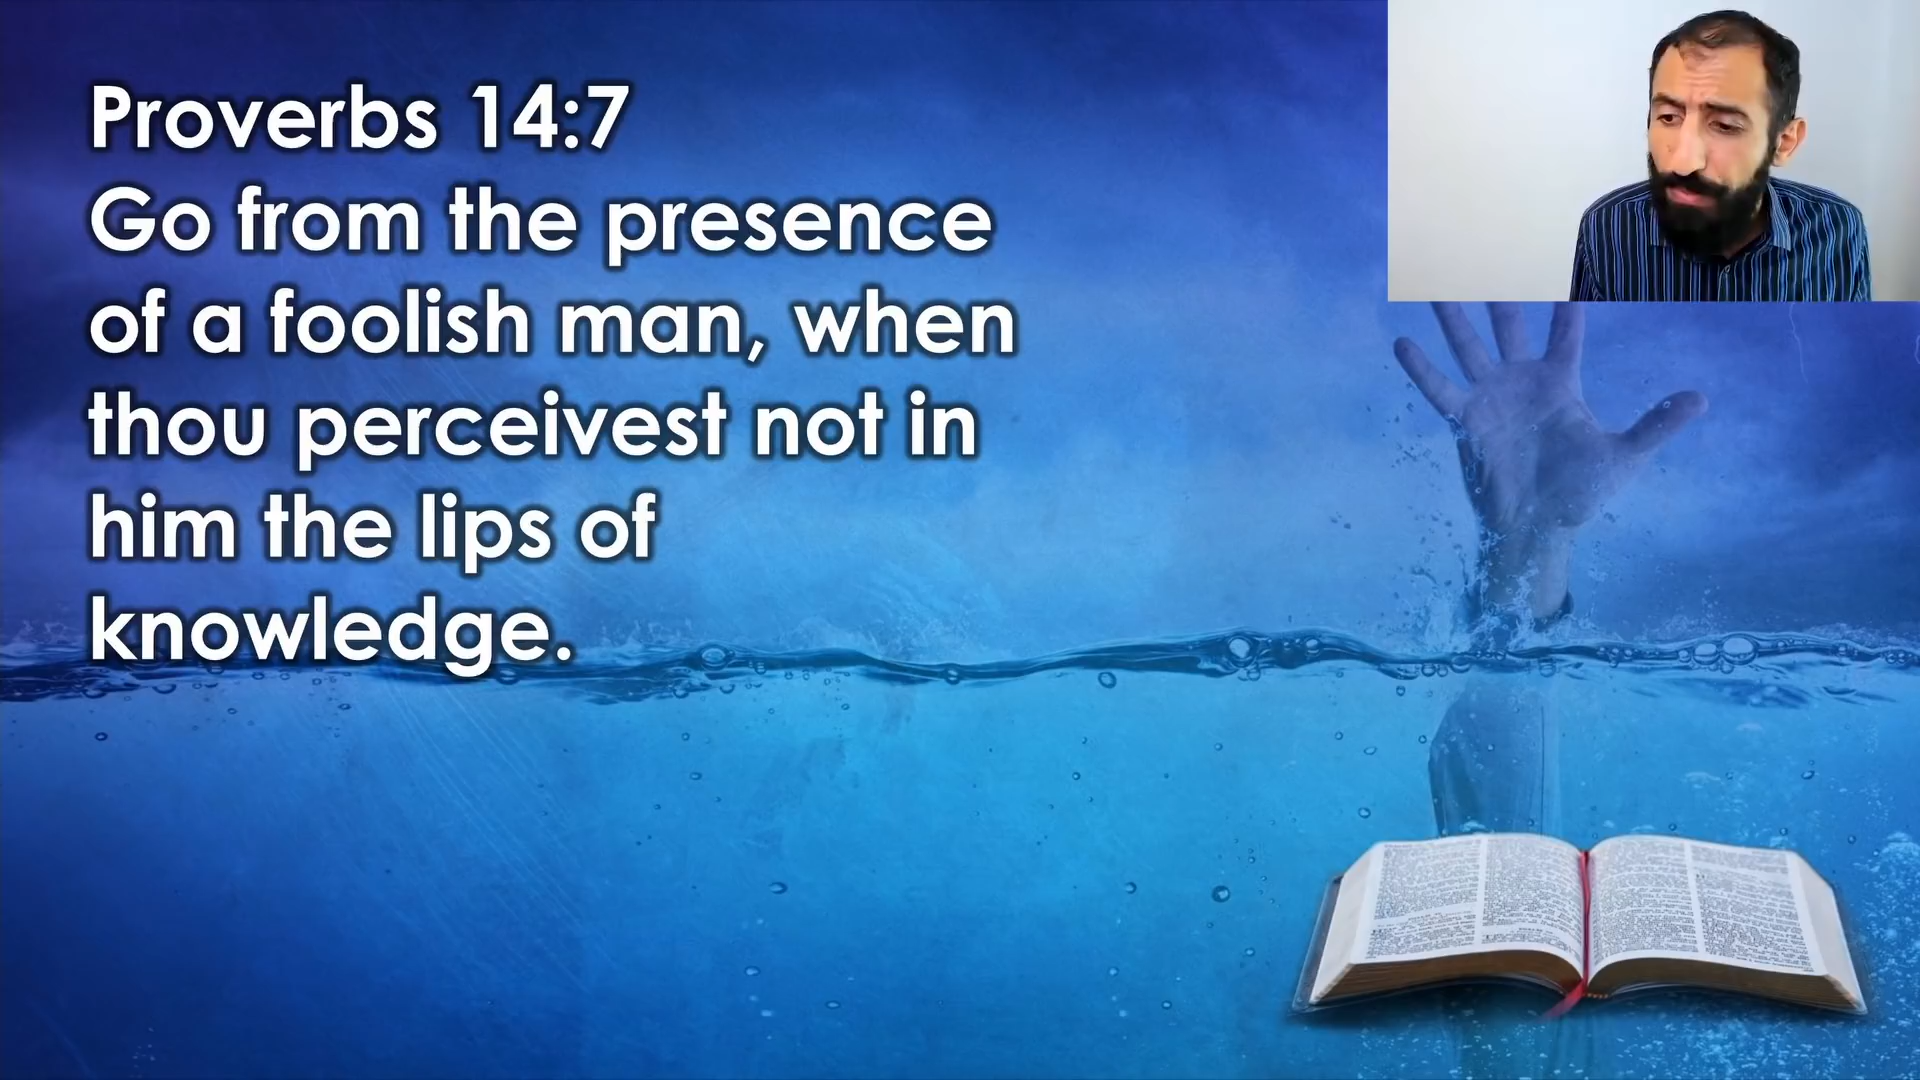 Proverbs 14:7
Go from the presence
of a foolish man, when
thou perceivest not in
him the lips of
knowledge.